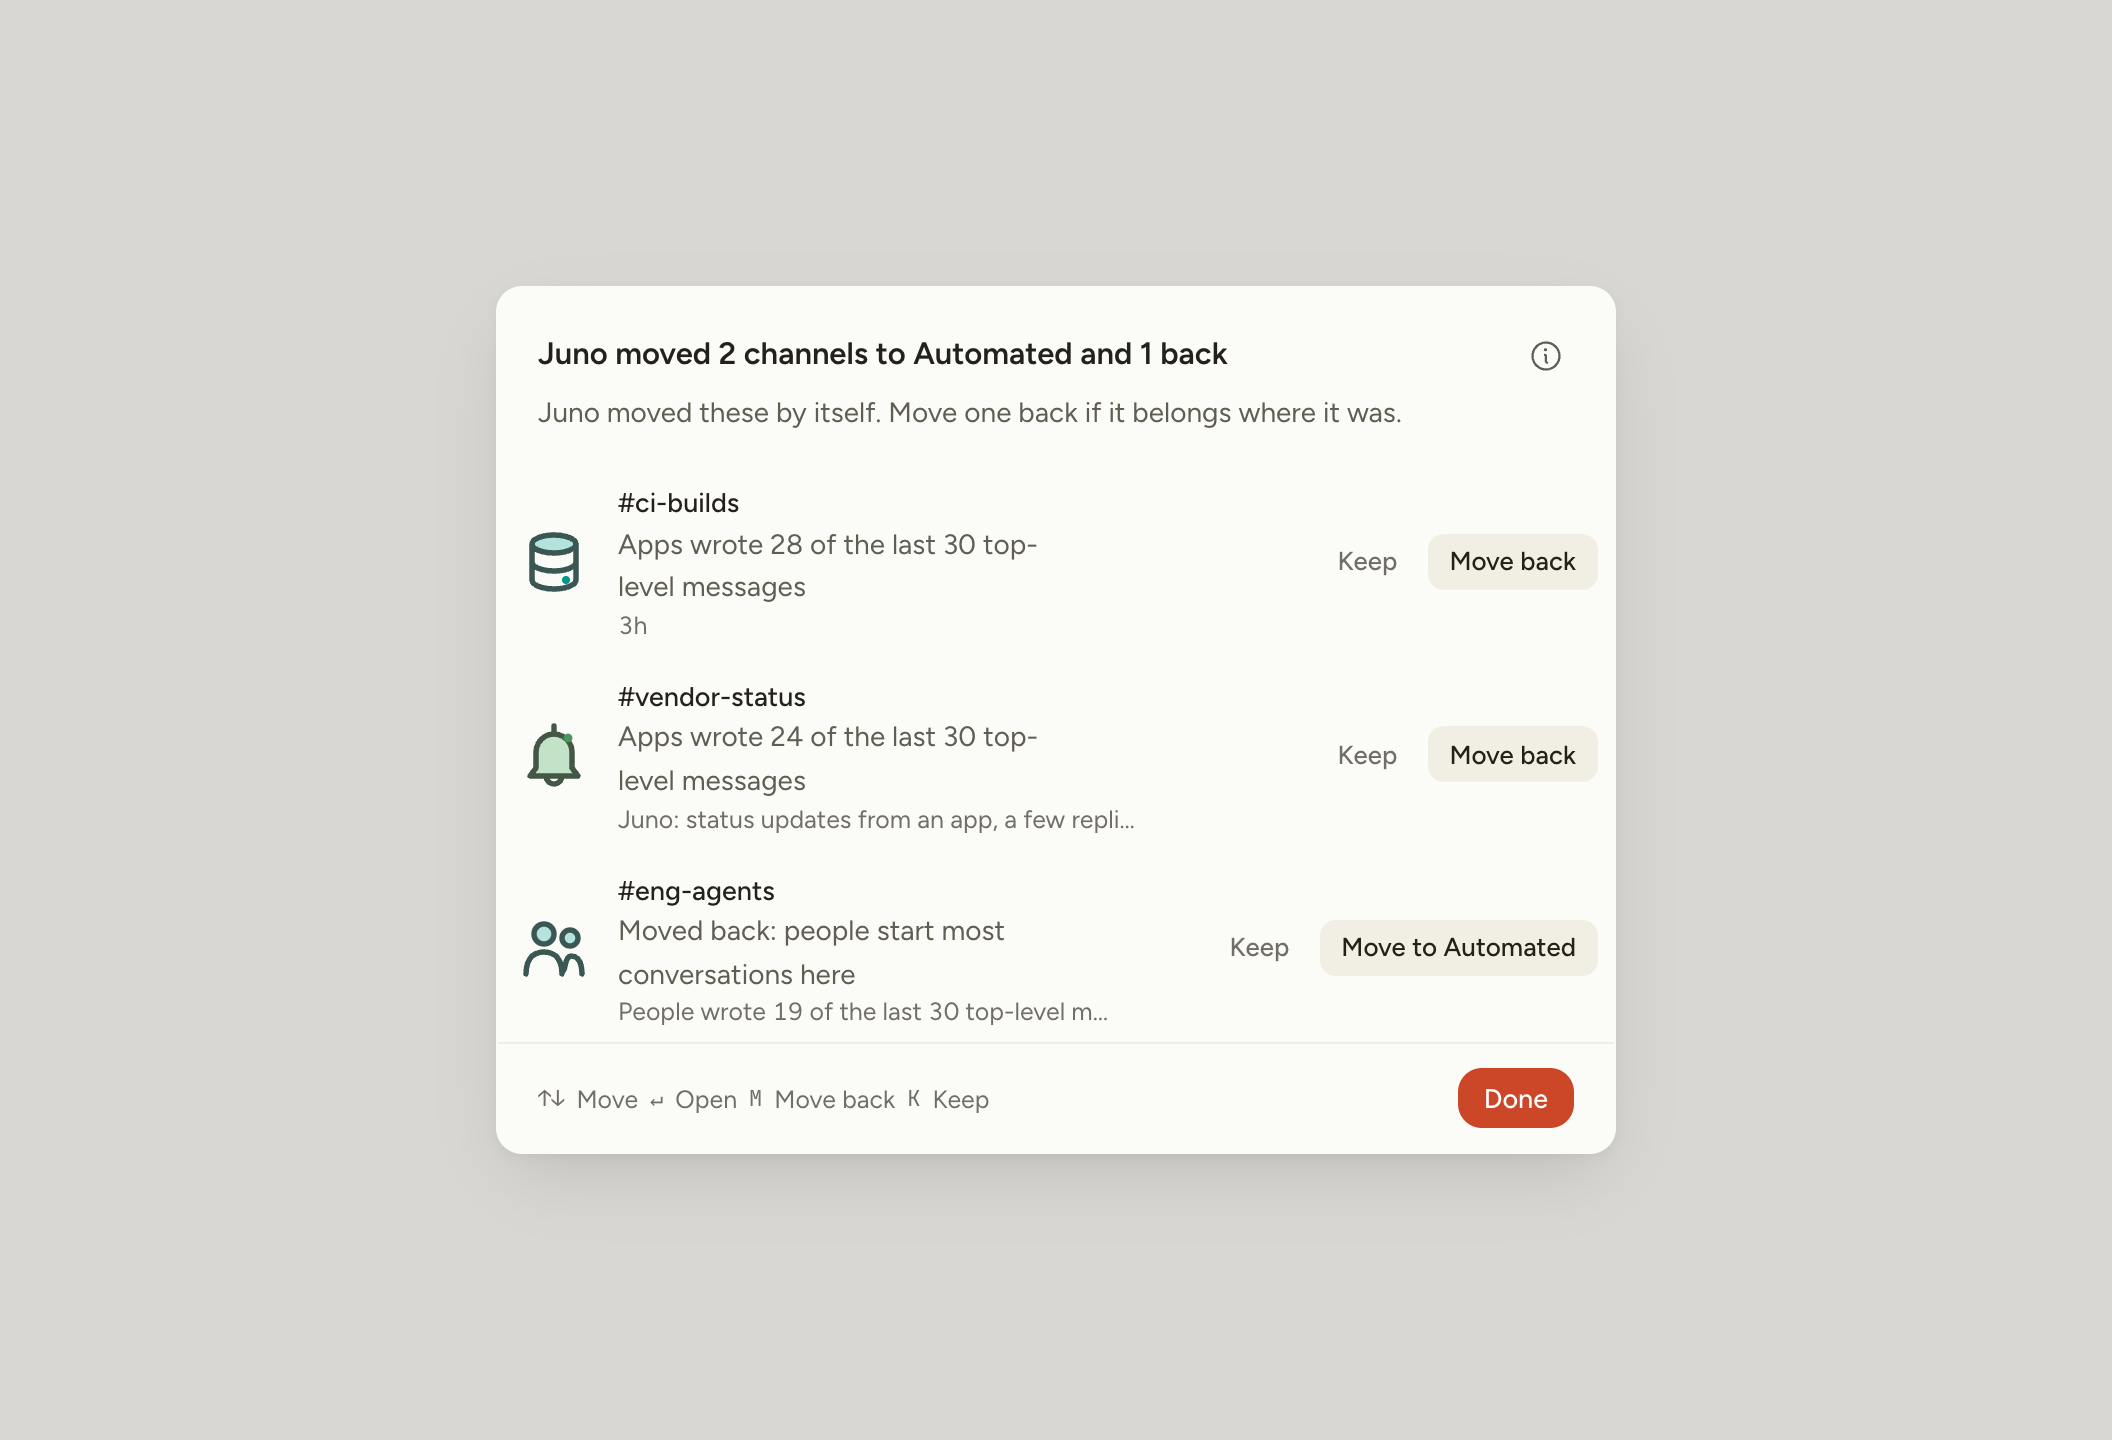 Juno moved 2 channels to Automated and 1 back
Juno moved these by itself. Move one back if it belongs where it was.
#ci-builds
Apps wrote 28 of the last 30 top-
level messages
3h
Keep
Move back
#vendor-status
Apps wrote 24 of the last 30 top-
level messages
Juno: status updates from an app, a few repli...
Keep
Move back
#eng-agents
Moved back: people start most
conversations here
People wrote 19 of the last 30 top-level m...
Keep
Move to Automated
↑↓ Move ↵ Open M Move back K Keep
Done